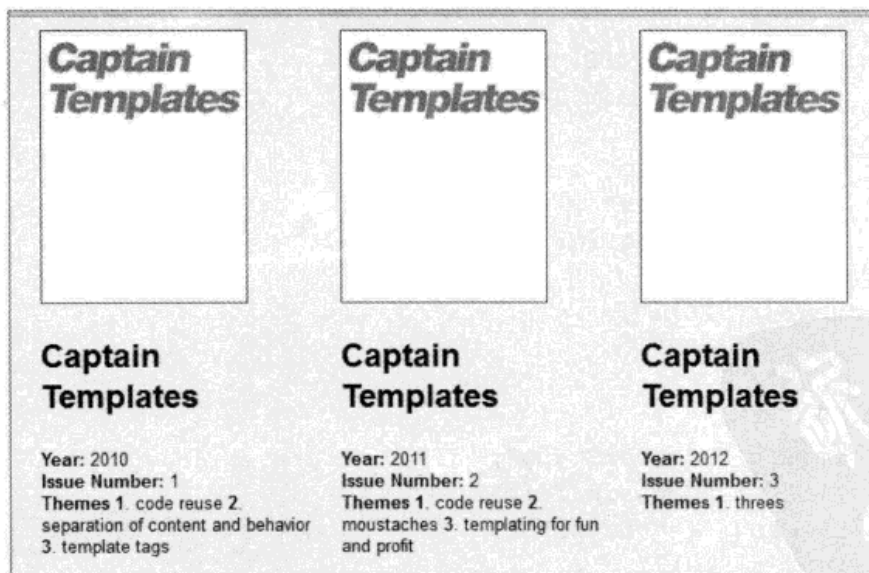 Captain
Templates
Captain
Templates
Year: 2010
Issue Number: 1
Themes 1. code reuse 2.
separation of content and behavior
3. template tags
Captain
Templates
Captain
Templates
Year: 2011
Issue Number: 2
Themes 1. code reuse 2.
moustaches 3. templating for fun
and profit
Captain
Templates
Captain
Templates
Year: 2012
Issue Number: 3
Themes 1. threes